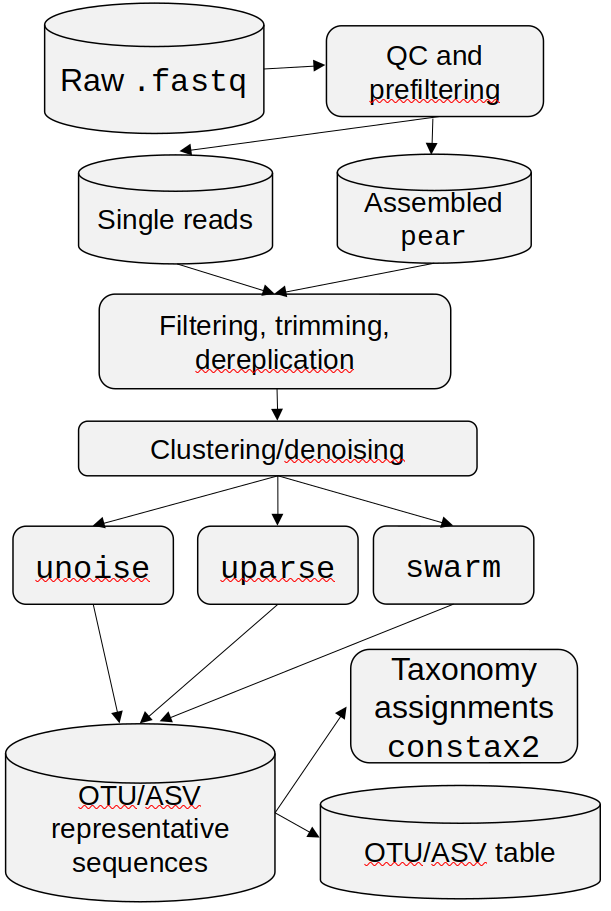 Raw .fastq
QC and
prefiltering
Single reads
Assembled
pear
Filtering, trimming,
dereplication
Clustering/denoising
unoise
uparse
swarm
Taxonomy
assignments
constax2
OTU/ASV
representative
sequences
OTU/ASV table